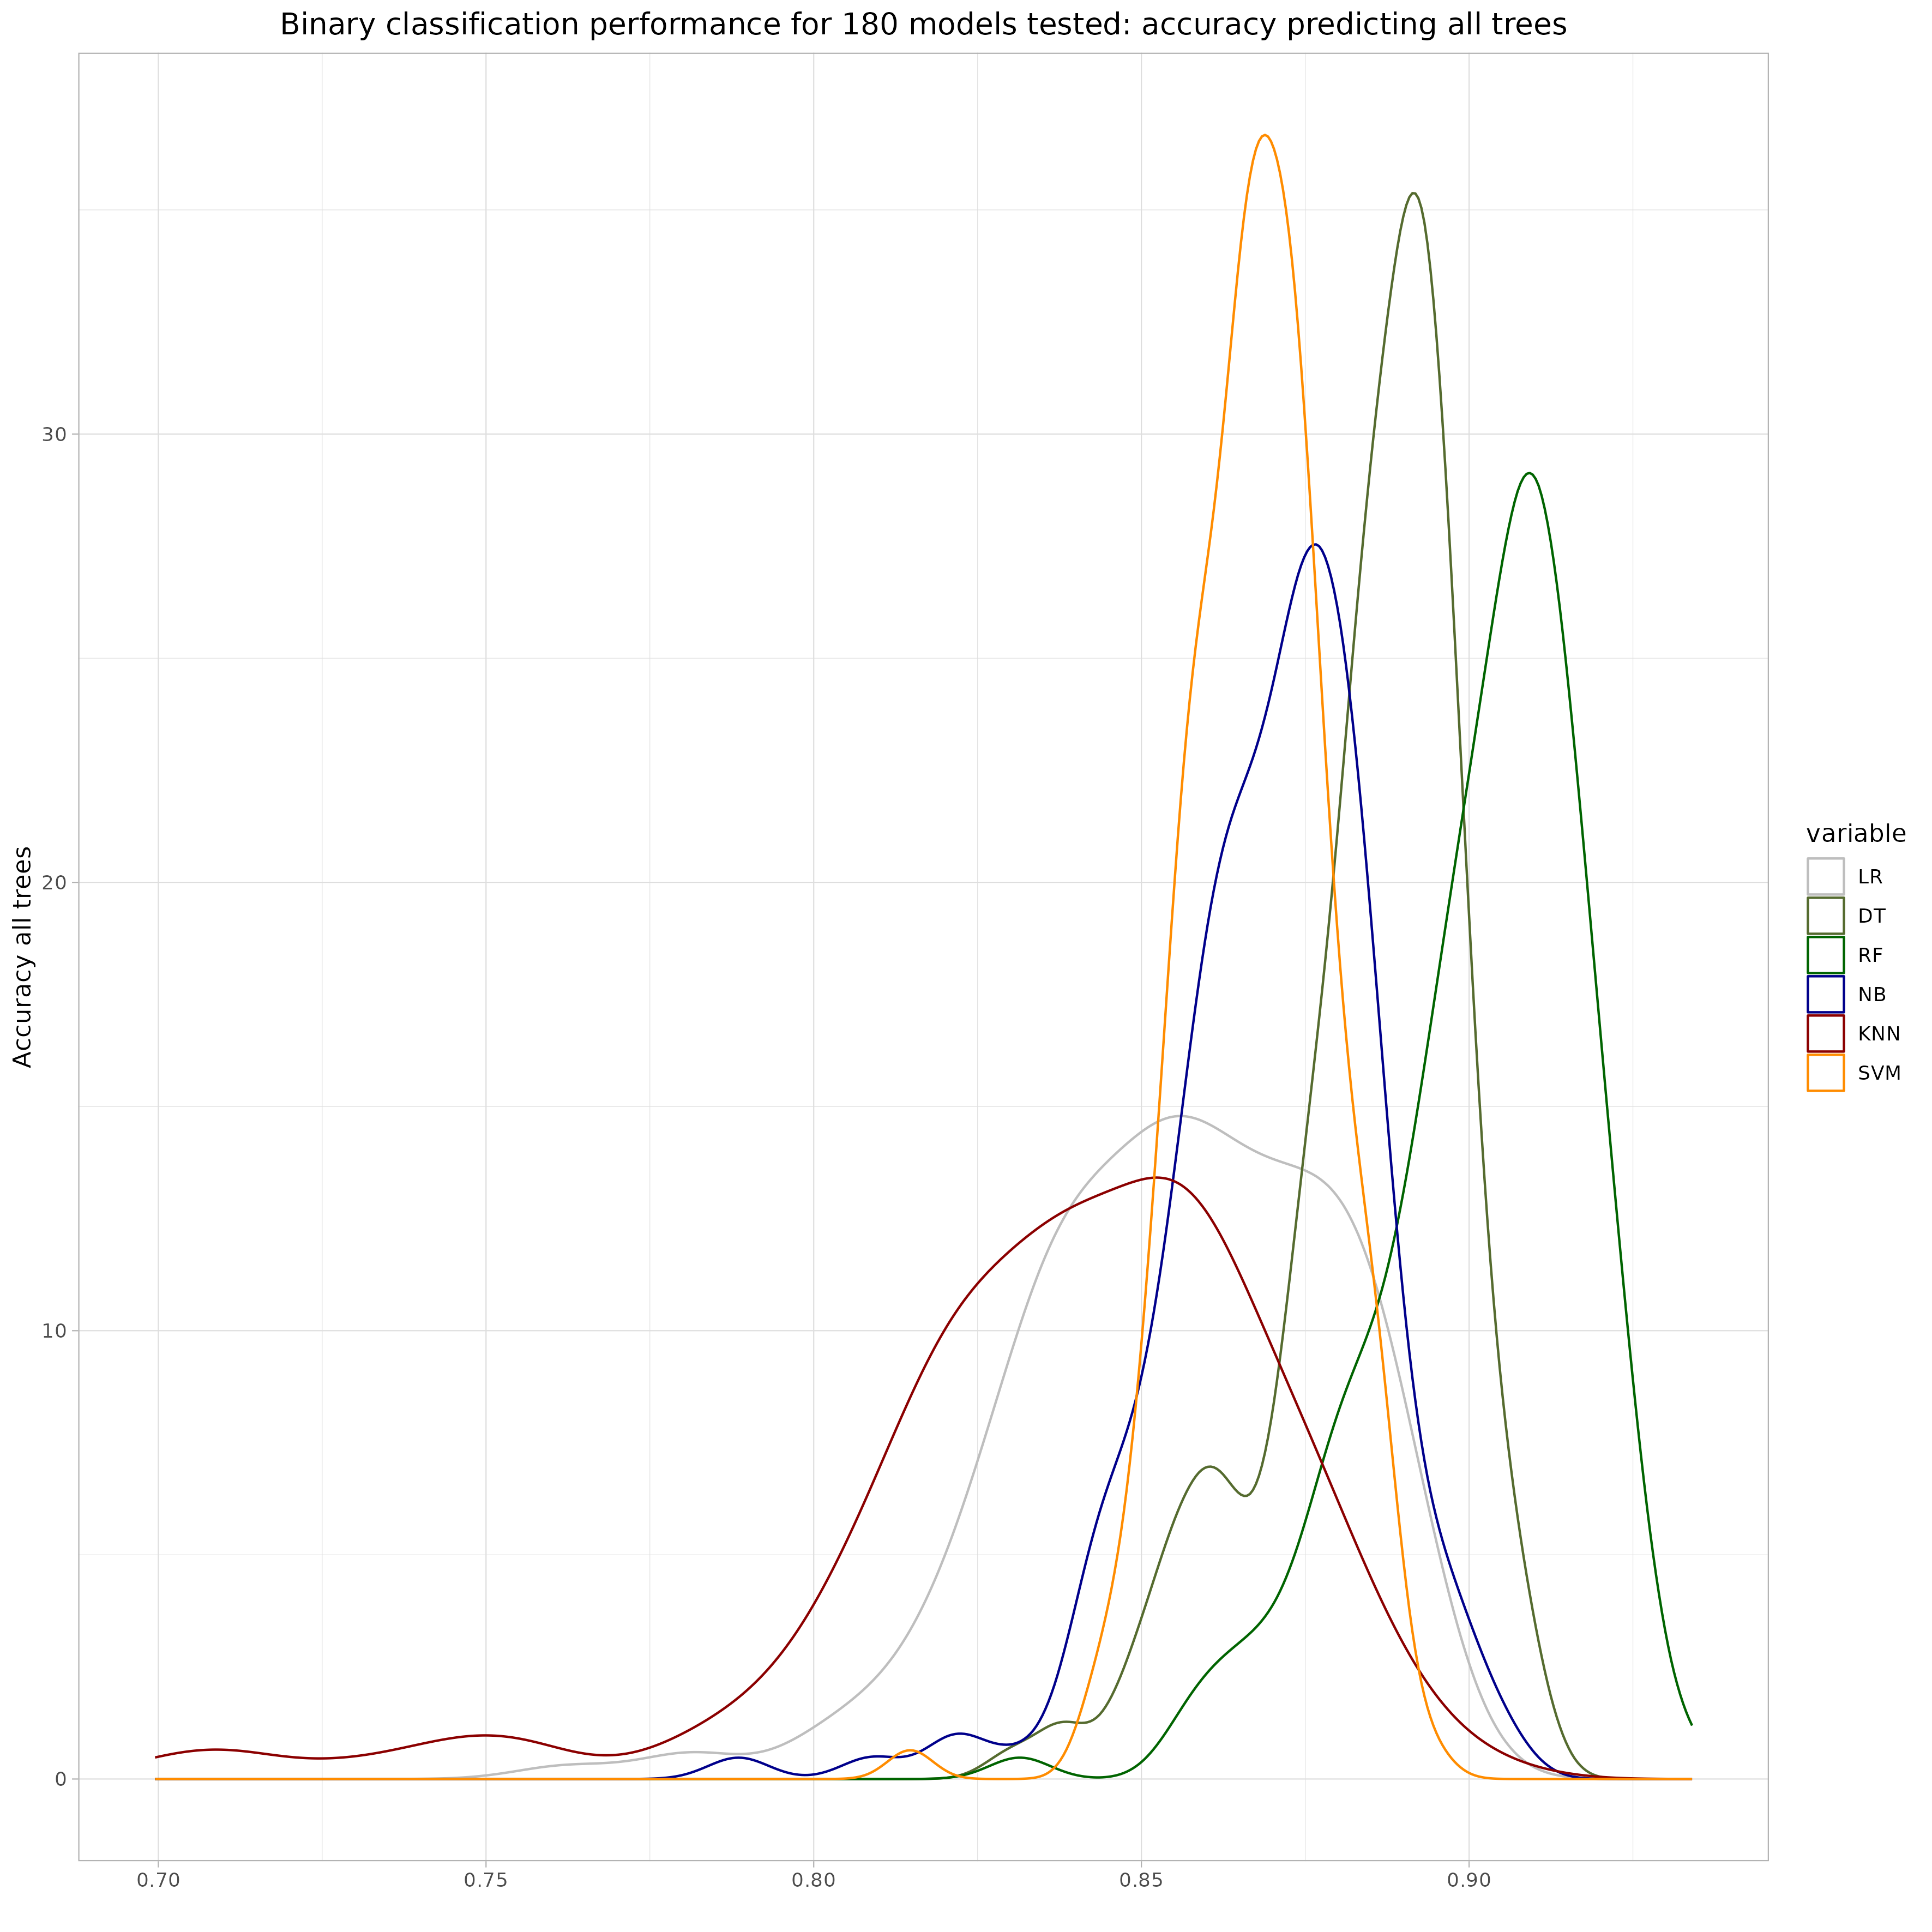 Binary classification performance for 180 models tested: accuracy predicting all trees
30
20
10
0
Accuracy all trees
0.70 0.75 0.80 0.85 0.90
variable
LR
DT
RF
NB
KNN
SVM